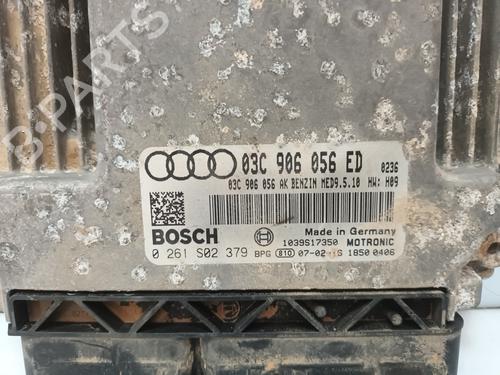 B-PARTS
03C 906 056 ED 0236
03C 906 056 AK BENZIN MED9.5.10 HW: H09
Made in Germany
BOSCH 1039S17350 MOTRONIC
0 261 S02 379 BPG 810 07-02- S 1850 0406